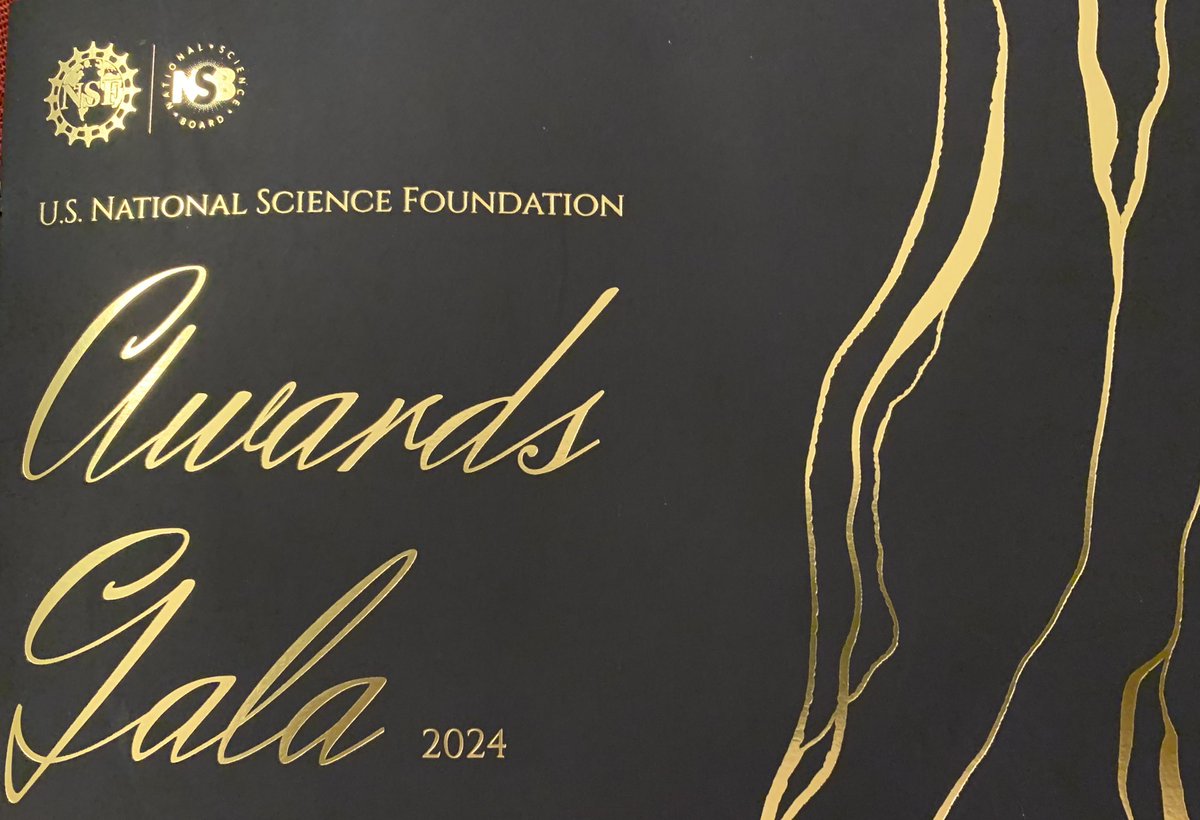 NSF
NATIONAL • SCIENCE • BOARD
NSB
U.S. NATIONAL SCIENCE FOUNDATION
Awards
Gala
2024